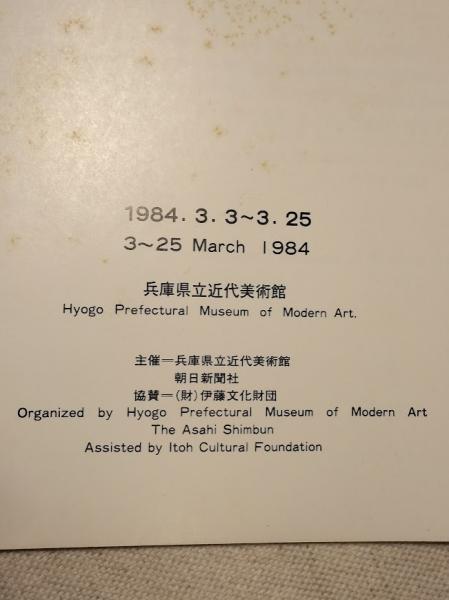 1984. 3. 3〜3. 25
3〜25 March 1984
兵庫県立近代美術館
Hyogo Prefectural Museum of Modern Art.
主催＝兵庫県立近代美術館
朝日新聞社
協賛＝(財)伊藤文化財団
Organized by Hyogo Prefectural Museum of Modern Art
The Asahi Shimbun
Assisted by Itoh Cultural Foundation